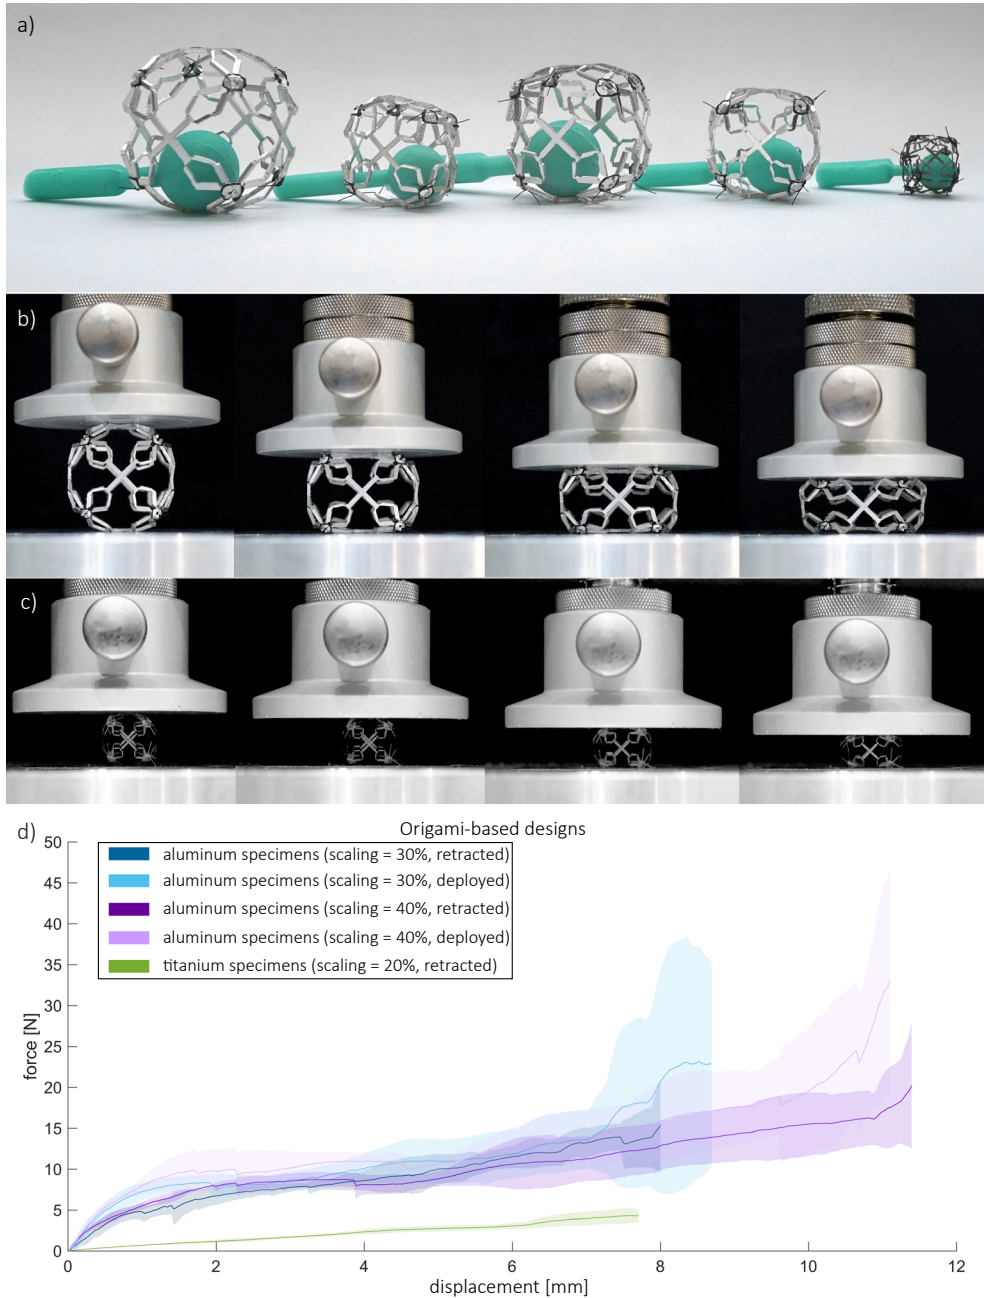 a)
b)
c)
d)
Origami-based designs
aluminum specimens (scaling = 30%, retracted)
aluminum specimens (scaling = 30%, deployed)
aluminum specimens (scaling = 40%, retracted)
aluminum specimens (scaling = 40%, deployed)
titanium specimens (scaling = 20%, retracted)
50
45
40
35
30
25
20
15
10
5
0
force [N]
0
2
4
6
8
10
12
displacement [mm]